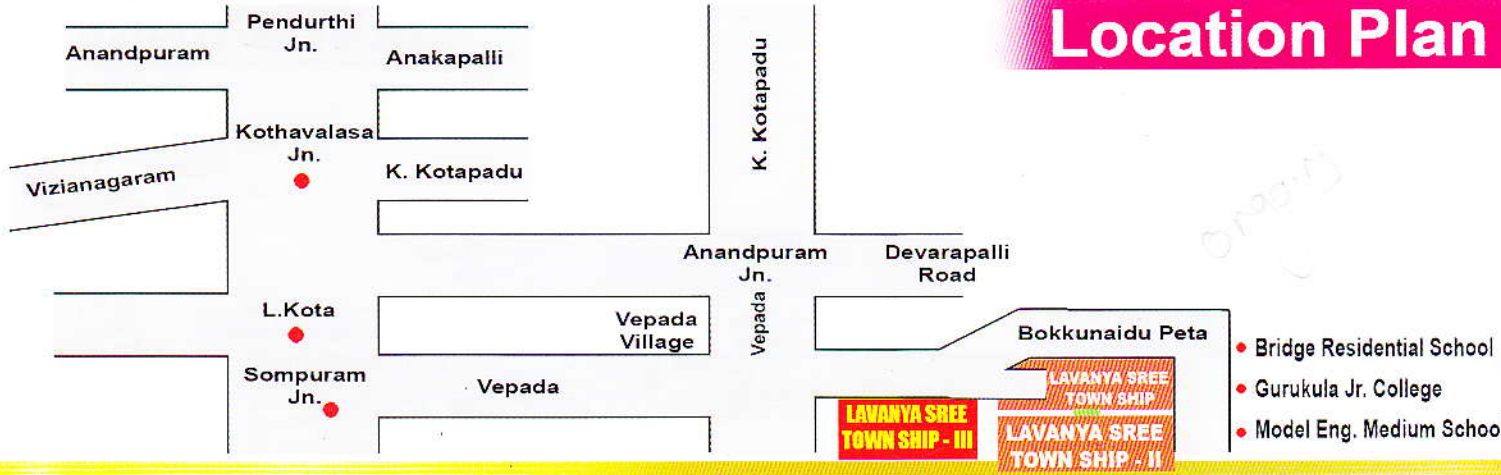 Location Plan
Pendurthi
Jn.
Anandpuram
Anakapalli
K. Kotapadu
Kothavalasa
Jn.
Vizianagaram
K. Kotapadu
Anandpuram
Jn.
Devarapalli
Road
L.Kota
Vepada
Village
Vepada
Bokkunaidu Peta
Sompuram
Jn.
Vepada
LAVANYA SREE
TOWN SHIP
LAVANYA SREE
TOWN SHIP - III
LAVANYA SREE
TOWN SHIP - II
Bridge Residential School
Gurukula Jr. College
Model Eng. Medium Schoo